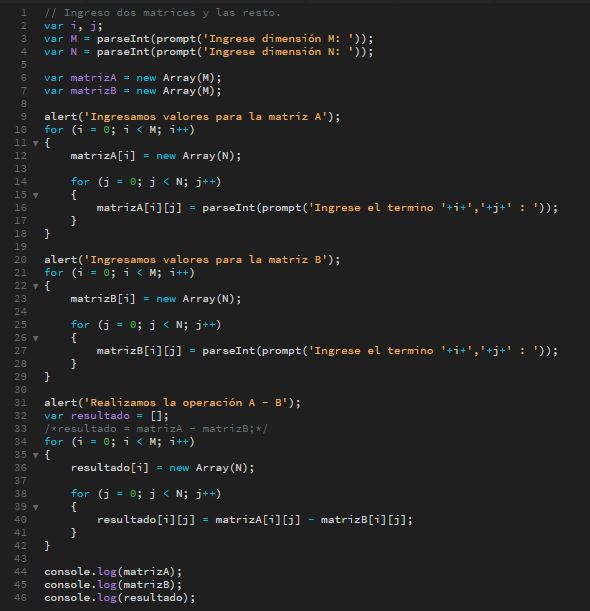 1 // Ingreso dos matrices y las resto.
2 var i, j;
3 var M = parseInt(prompt('Ingrese dimensión M: '));
4 var N = parseInt(prompt('Ingrese dimensión N: '));
5
6 var matrizA = new Array(M);
7 var matrizB = new Array(M);
8
9 alert('Ingresamos valores para la matriz A');
10 for (i = 0; i < M; i++)
11 {
12     matrizA[i] = new Array(N);
13
14     for (j = 0; j < N; j++)
15     {
16         matrizA[i][j] = parseInt(prompt('Ingrese el termino '+i+','+j+' : '));
17     }
18 }
19
20 alert('Ingresamos valores para la matriz B');
21 for (i = 0; i < M; i++)
22 {
23     matrizB[i] = new Array(N);
24
25     for (j = 0; j < N; j++)
26     {
27         matrizB[i][j] = parseInt(prompt('Ingrese el termino '+i+','+j+' : '));
28     }
29 }
30
31 alert('Realizamos la operación A - B');
32 var resultado = [];
33 /*resultado = matrizA - matrizB;*/
34 for (i = 0; i < M; i++)
35 {
36     resultado[i] = new Array(N);
37
38     for (j = 0; j < N; j++)
39     {
40         resultado[i][j] = matrizA[i][j] - matrizB[i][j];
41     }
42 }
43
44 console.log(matrizA);
45 console.log(matrizB);
46 console.log(resultado);